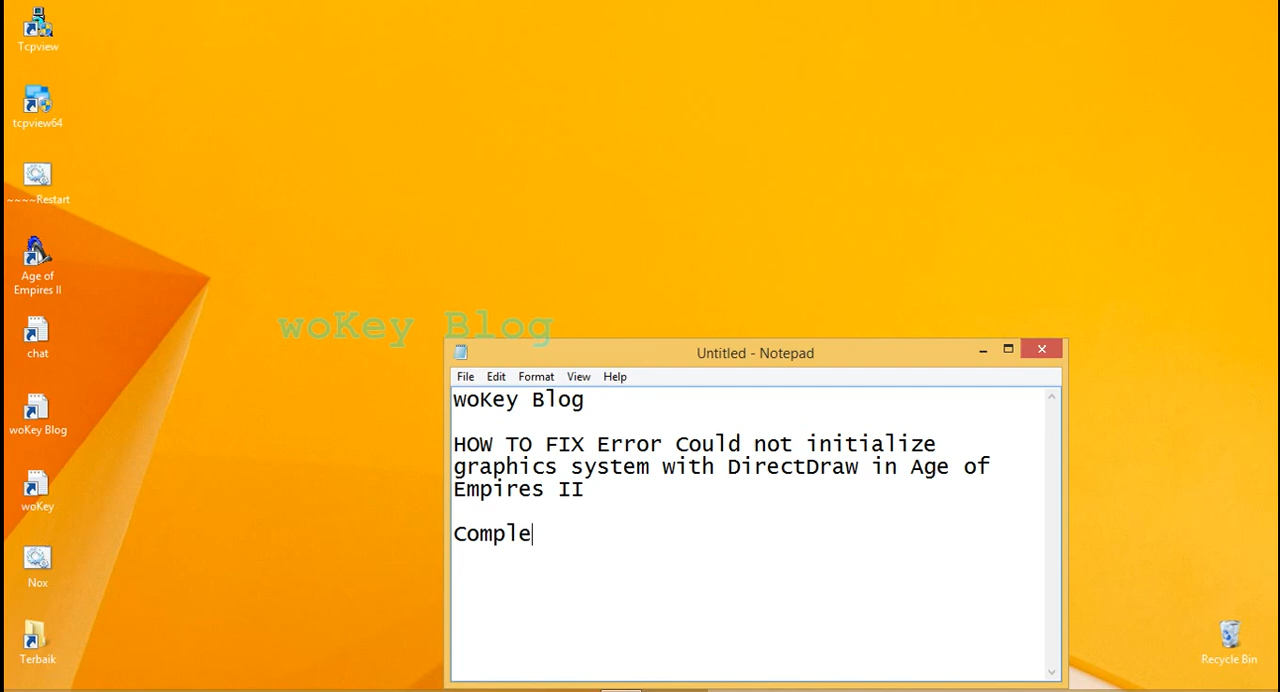 Tcpview
tcpview64
~~~~Restart
Age of
Empires II
chat
woKey Blog
woKey
Nox
Terbaik
woKey Blog
Untitled - Notepad
File Edit Format View Help
woKey Blog
HOW TO FIX Error Could not initialize
graphics system with DirectDraw in Age of
Empires II
Comple
Recycle Bin